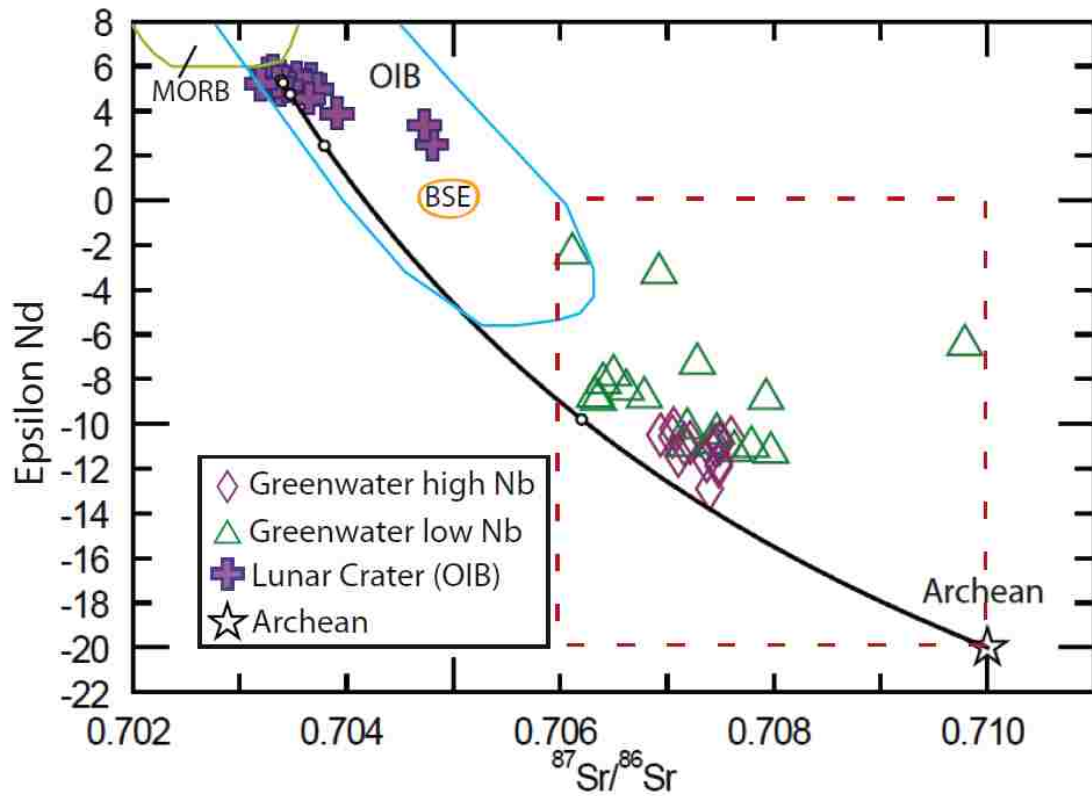 8
6
4
2
0
-2
-4
-6
-8
-10
-12
-14
-16
-18
-20
-22
Epsilon Nd
MORB
OIB
BSE
Greenwater high Nb
Greenwater low Nb
Lunar Crater (OIB)
Archean
Archean
0.702 0.704 0.706 0.708 0.710
⁸⁷Sr/⁸⁶Sr